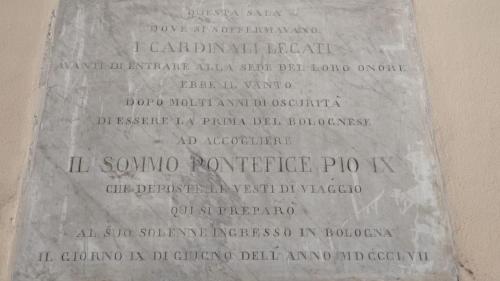 QUESTA SALA
DOVE SI SOFFERMAVANO
I CARDINALI LEGATI
AVANTI DI ENTRARE ALLA SEDE DEL LORO ONORE
EBBE IL VANTO
DOPO MOLTI ANNI DI OSCURITÀ
DI ESSERE LA PRIMA DEL BOLOGNESE
AD ACCOGLIERE
IL SOMMO PONTEFICE PIO IX
CHE DEPOSTE LE VESTI DI VIAGGIO
QUI SI PREPARÒ
AL SUO SOLENNE INGRESSO IN BOLOGNA
IL GIORNO IX DI GIUGNO DELL'ANNO MDCCCLVII